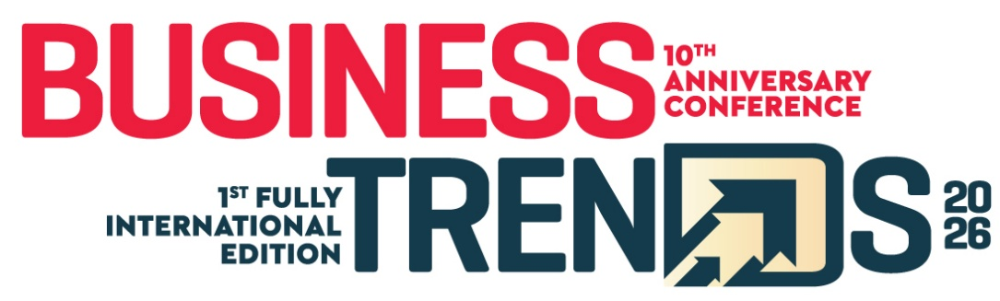 BUSINESS
10TH
ANNIVERSARY
CONFERENCE
1ST FULLY
INTERNATIONAL
EDITION
TRENDS
20
26